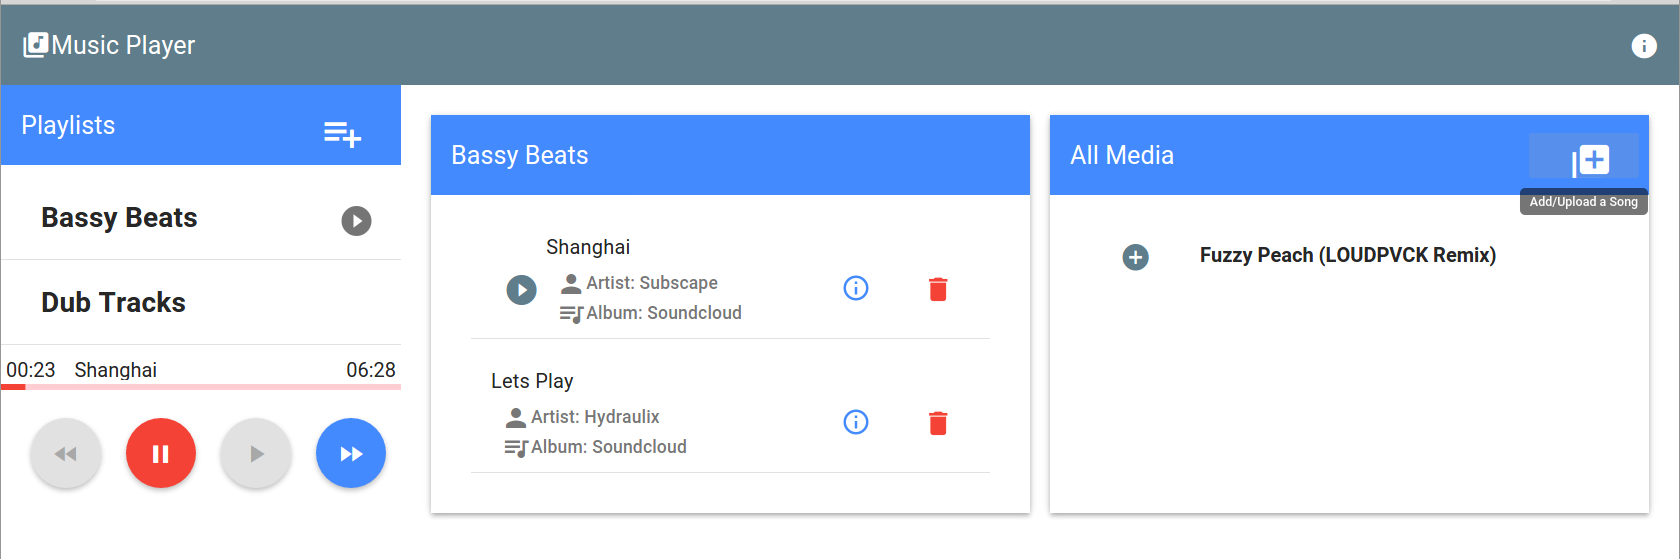 Music Player
Playlists
Bassy Beats
Dub Tracks
00:23 Shanghai 06:28
Bassy Beats
Shanghai
Artist: Subscape
Album: Soundcloud
Lets Play
Artist: Hydraulix
Album: Soundcloud
All Media
Add/Upload a Song
Fuzzy Peach (LOUDPVCK Remix)